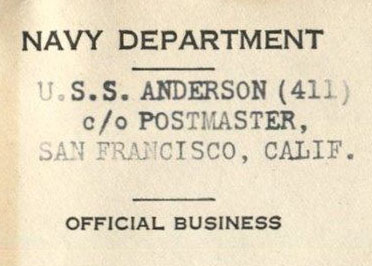 NAVY DEPARTMENT
U.S.S. ANDERSON (411)
c/o POSTMASTER,
SAN FRANCISCO, CALIF.
OFFICIAL BUSINESS